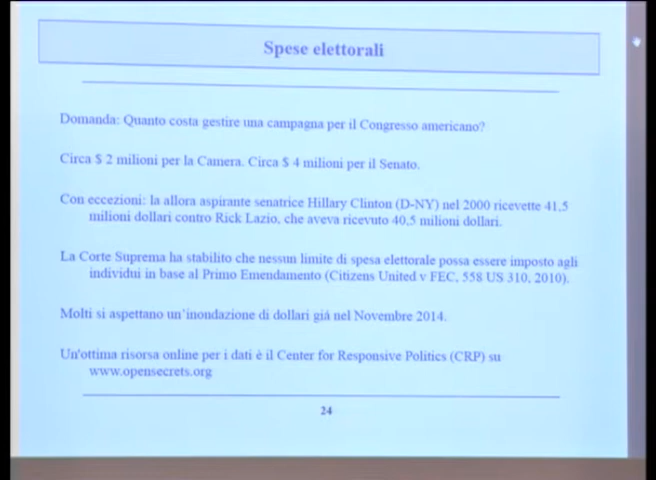 Spese elettorali
Domanda: Quanto costa gestire una campagna per il Congresso americano?
Circa $ 2 milioni per la Camera. Circa $ 4 milioni per il Senato.
Con eccezioni: la allora aspirante senatrice Hillary Clinton (D-NY) nel 2000 ricevette 41,5
milioni dollari contro Rick Lazio, che aveva ricevuto 40,5 milioni dollari.
La Corte Suprema ha stabilito che nessun limite di spesa elettorale possa essere imposto agli
individui in base al Primo Emendamento (Citizens United v FEC, 558 US 310, 2010).
Molti si aspettano un'inondazione di dollari giá nel Novembre 2014.
Un'ottima risorsa online per i dati è il Center for Responsive Politics (CRP) su
www.opensecrets.org
24